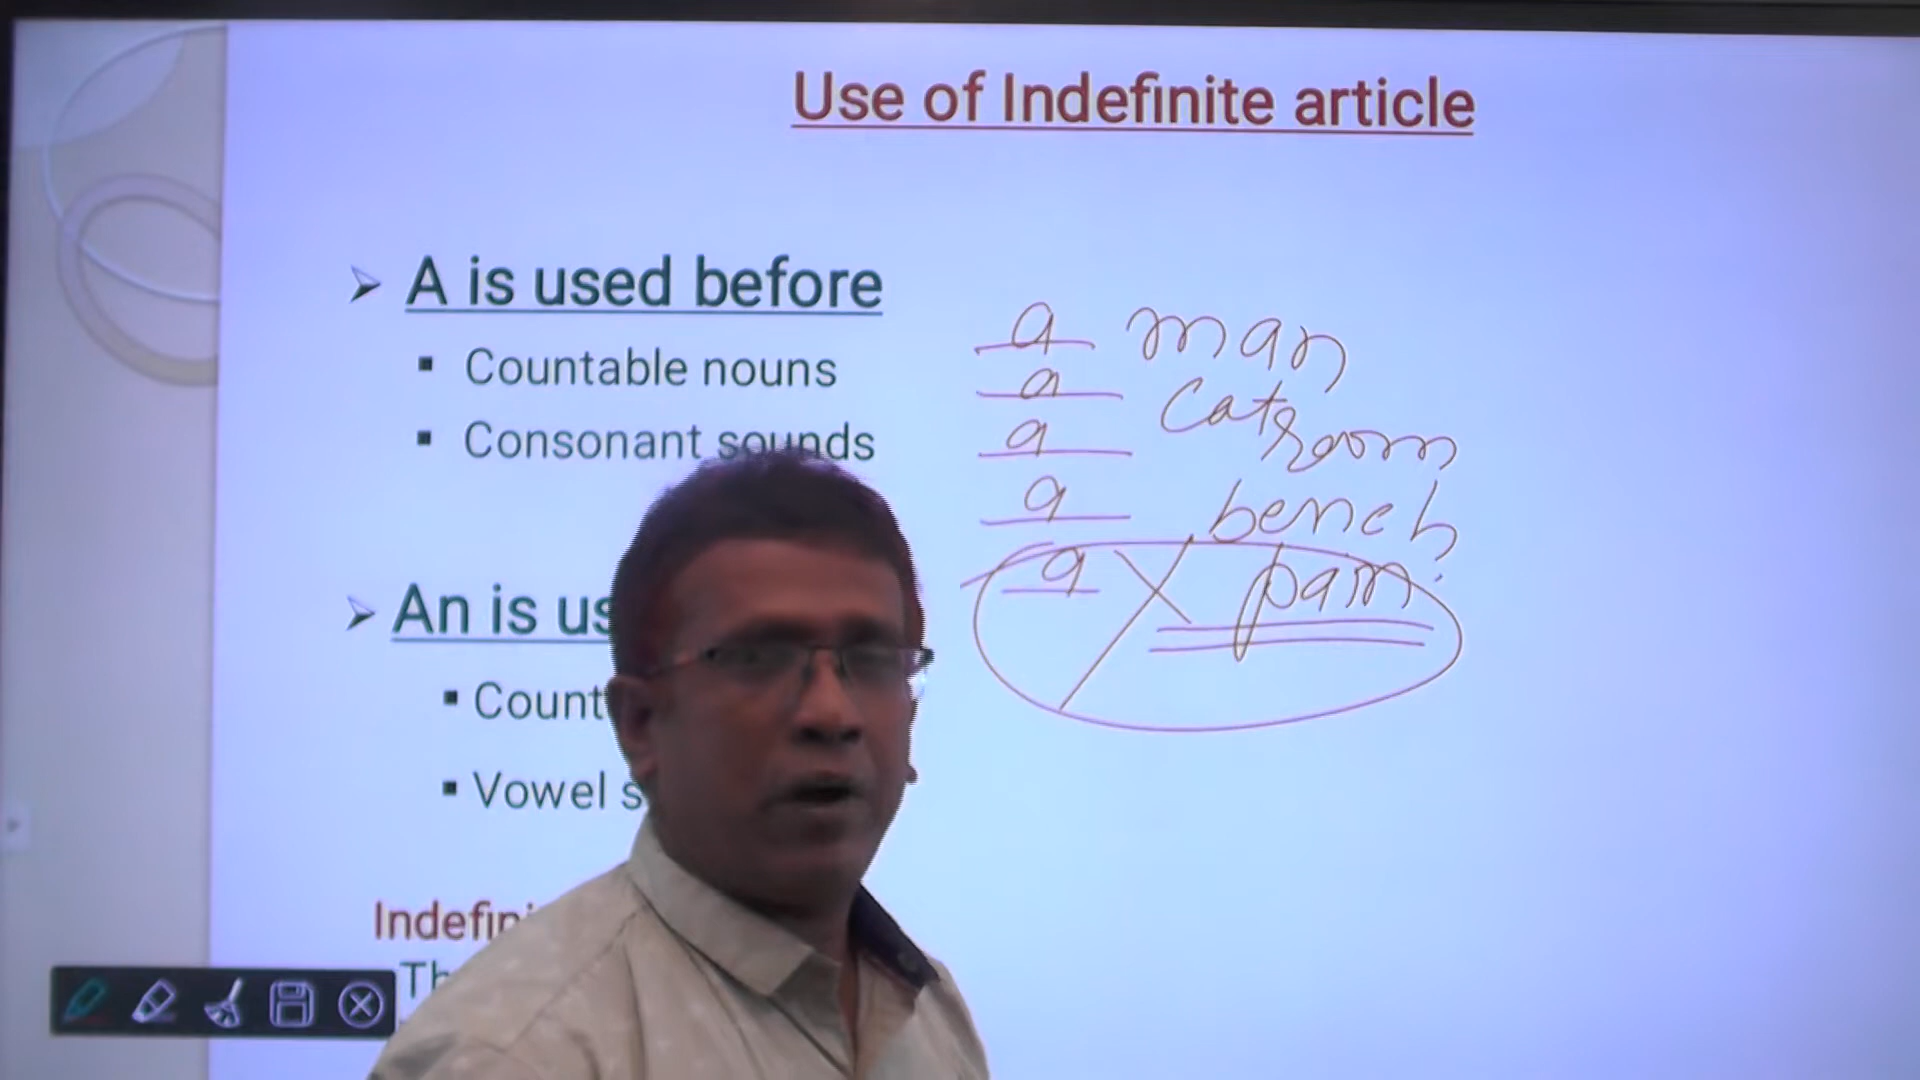 Use of Indefinite article
➢ A is used before
▪ Countable nouns
▪ Consonant sounds
a man
a cat
a room
a bench
a pain.
➢ An is us
▪ Count
▪ Vowel s
Indefini
Th